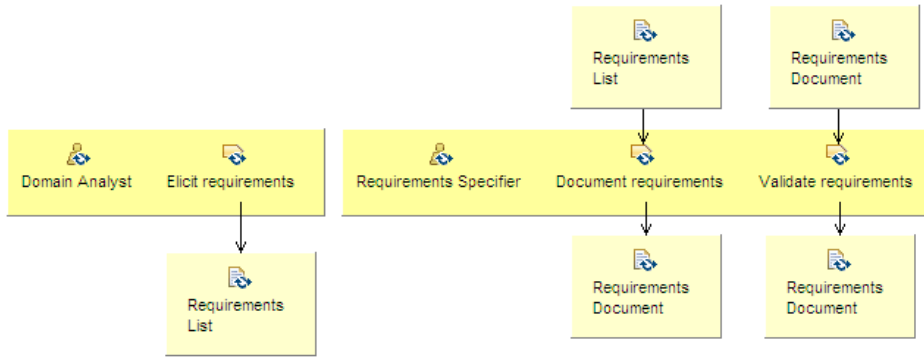 Requirements
List
Requirements
Document
Domain Analyst
Elicit requirements
Requirements Specifier
Document requirements
Validate requirements
Requirements
List
Requirements
Document
Requirements
Document